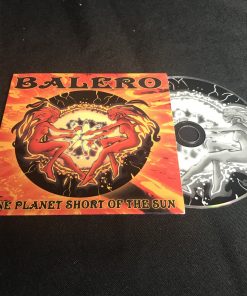 BALERO
NE PLANET SHORT OF THE SUN